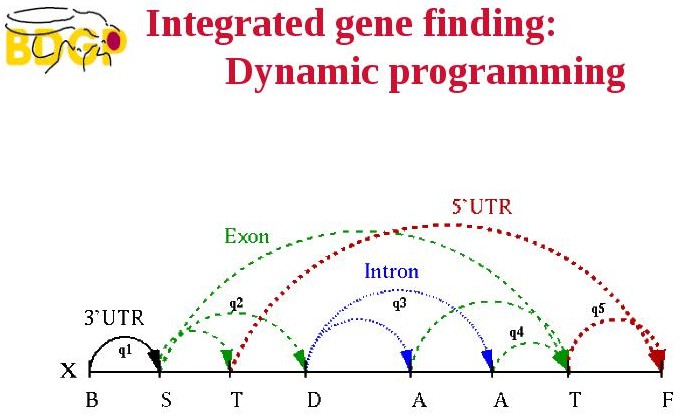 BDGP
Integrated gene finding:
Dynamic programming
5`UTR
Exon
Intron
q2
q3
q5
3`UTR
q1
q4
X
B S T D A A T F